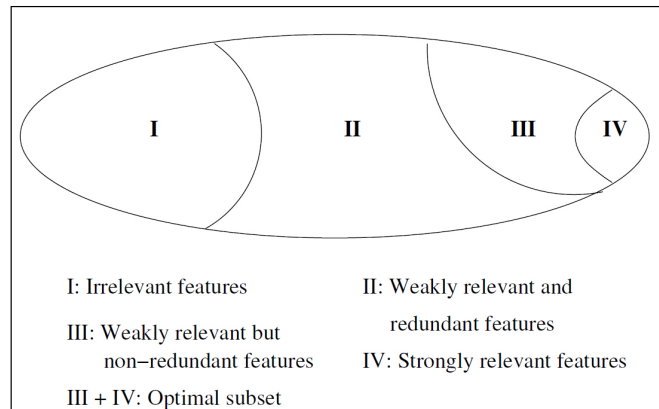 I
II
III
IV
I: Irrelevant features
II: Weakly relevant and
redundant features
III: Weakly relevant but
non−redundant features
IV: Strongly relevant features
III + IV: Optimal subset